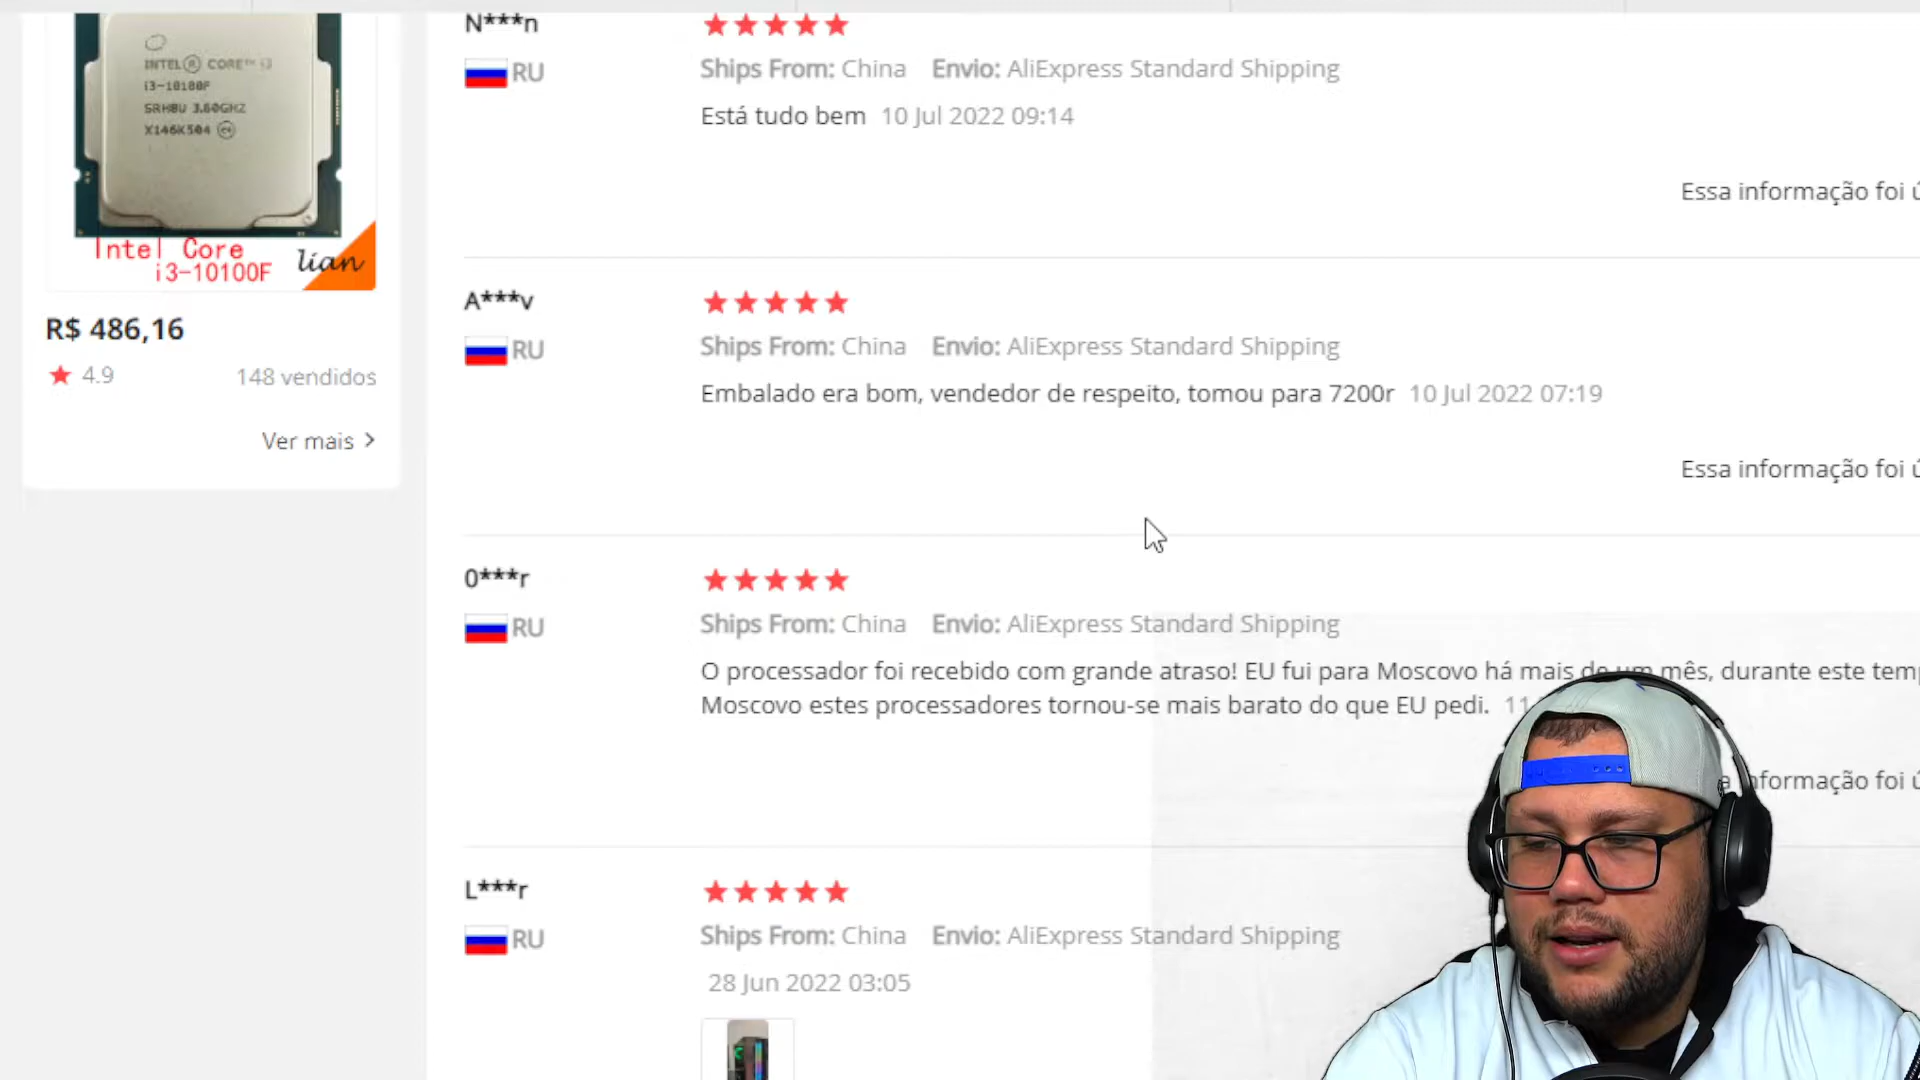 INTEL® CORE™ i3
i3-10100F
SRH8U 3.60GHZ
X146K504
Intel Core
i3-10100F
lian
R$ 486,16
4.9
148 vendidos
Ver mais >
N***n
RU
Ships From: China Envio: AliExpress Standard Shipping
Está tudo bem 10 Jul 2022 09:14
Essa informação foi
A***v
RU
Ships From: China Envio: AliExpress Standard Shipping
Embalado era bom, vendedor de respeito, tomou para 7200r 10 Jul 2022 07:19
Essa informação foi
0***r
RU
Ships From: China Envio: AliExpress Standard Shipping
O processador foi recebido com grande atraso! EU fui para Moscovo há mais de um mês, durante este
Moscovo estes processadores tornou-se mais barato do que EU pedi. 11
informação foi
L***r
RU
Ships From: China Envio: AliExpress Standard Shipping
28 Jun 2022 03:05